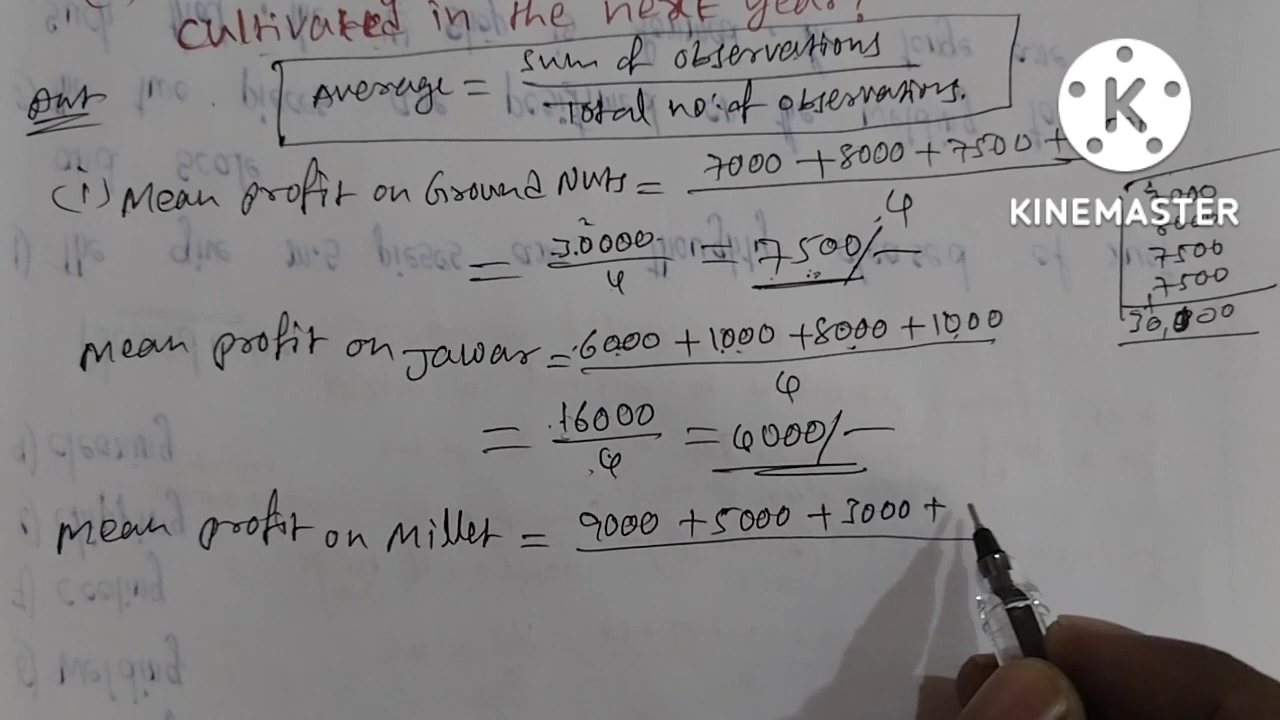 cultivated in the next year?
Ans
Average = sum of observations / Total no: of observations.
(i) Mean profit on Ground Nuts = 7000 + 8000 + 7500 + / 4
= 30000 / 4 = 7500/-
Mean profit on Jawar = 6000 + 1000 + 8000 + 1000 / 4
= 16000 / 4 = 4000/-
Mean profit on Millet = 9000 + 5000 + 3000 +
7500
7500
30,000
K
KINEMASTER